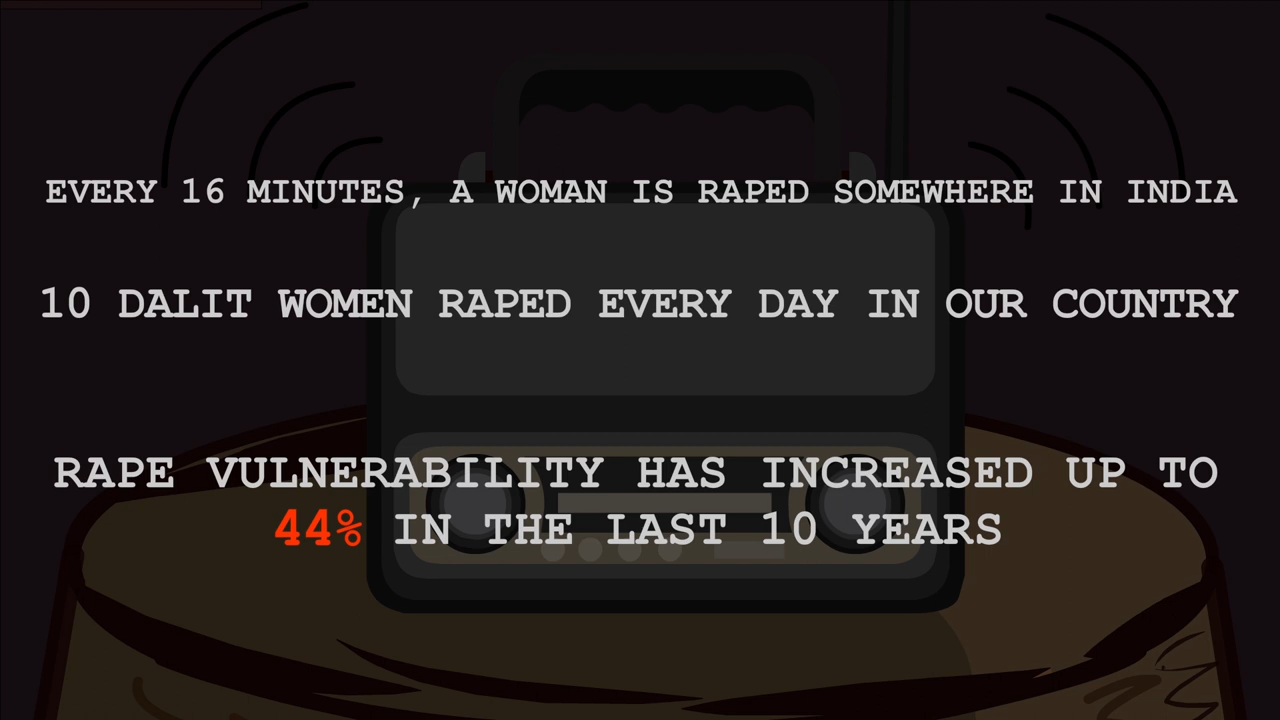 EVERY 16 MINUTES, A WOMAN IS RAPED SOMEWHERE IN INDIA
10 DALIT WOMEN RAPED EVERY DAY IN OUR COUNTRY
RAPE VULNERABILITY HAS INCREASED UP TO
44% IN THE LAST 10 YEARS